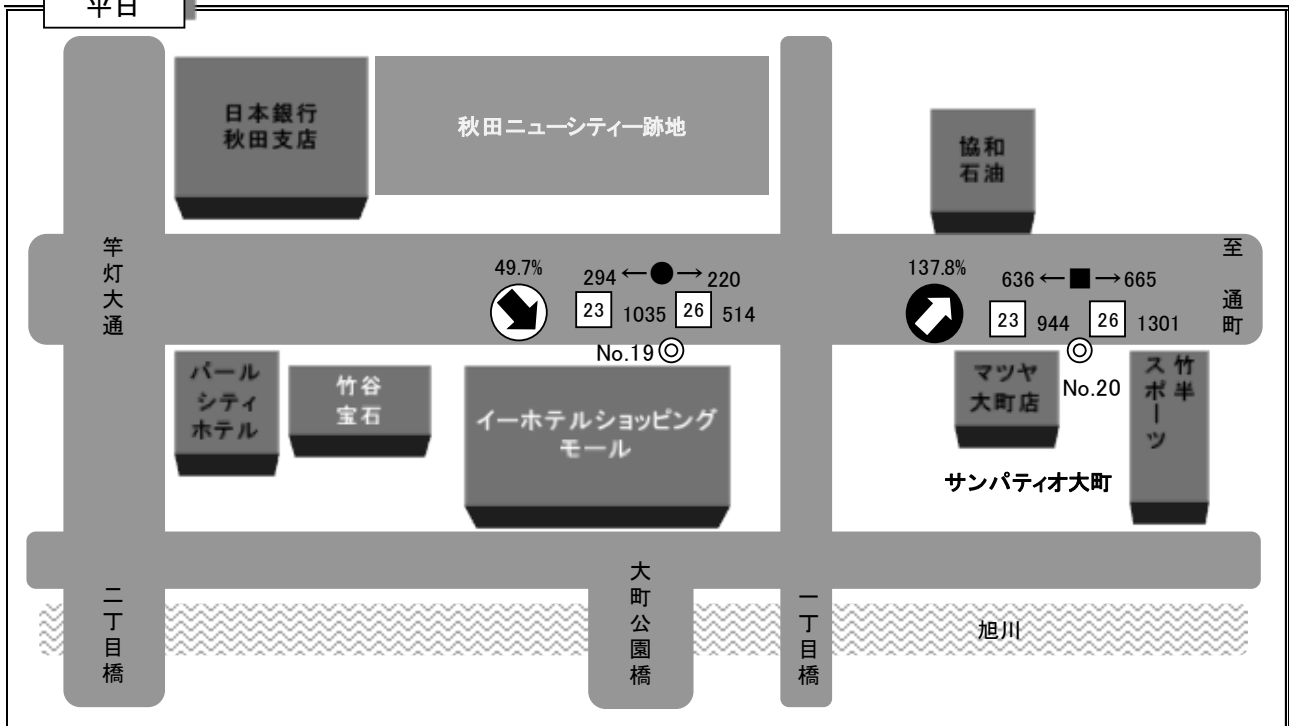 平日
日本銀行
秋田支店
秋田ニューシティー跡地
協和
石油
竿灯大通
至 通町
49.7%
294 ←●→ 220
23 1035 26 514
No.19◎
137.8%
636 ←■→ 665
23 944 26 1301
◎
No.20
パール
シティ
ホテル
竹谷
宝石
イーホテルショッピング
モール
マツヤ
大町店
竹半
スポーツ
サンパティオ大町
二丁目橋
大町公園橋
一丁目橋
旭川